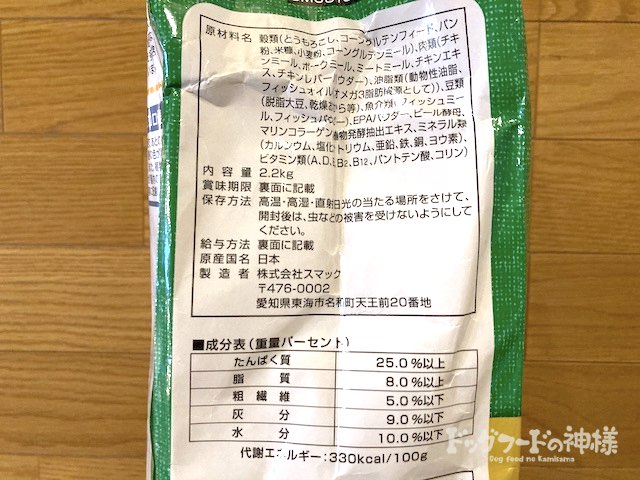 原材料名 穀類(とうもろこし、コーングルテンフィード、パン
粉、米糠、小麦粉、コーングルテンミール)、肉類(チキ
ンミール、ポークミール、ミートミール、チキンエキ
ス、チキンレバーパウダー)、油脂類(動物性油脂、
フィッシュオイル(オメガ3脂肪酸源として))、豆類
(脱脂大豆、乾燥おから等)、魚介類(フィッシュミー
ル、フィッシュパウダー)、EPAパウダー、ビール酵母、
マリンコラーゲン、植物発酵抽出エキス、ミネラル類
(カルシウム、塩化ナトリウム、亜鉛、鉄、銅、ヨウ素)、
ビタミン類(A、D、E、B2、B12、パントテン酸、コリン)
内容量 2.2kg
賞味期限 裏面に記載
保存方法 高温・高湿・直射日光の当たる場所をさけて、
開封後は、虫などの被害を受けないようにして
ください。
給与方法 裏面に記載
原産国名 日本
製造者 株式会社スマック
〒476-0002
愛知県東海市名和町天王前20番地
■成分表(重量パーセント)
たんぱく質 25.0%以上
脂質 8.0%以上
粗繊維 5.0%以下
灰分 9.0%以下
水分 10.0%以下
代謝エネルギー:330kcal/100g
ドッグフードの神様
Dog food no Kamisama